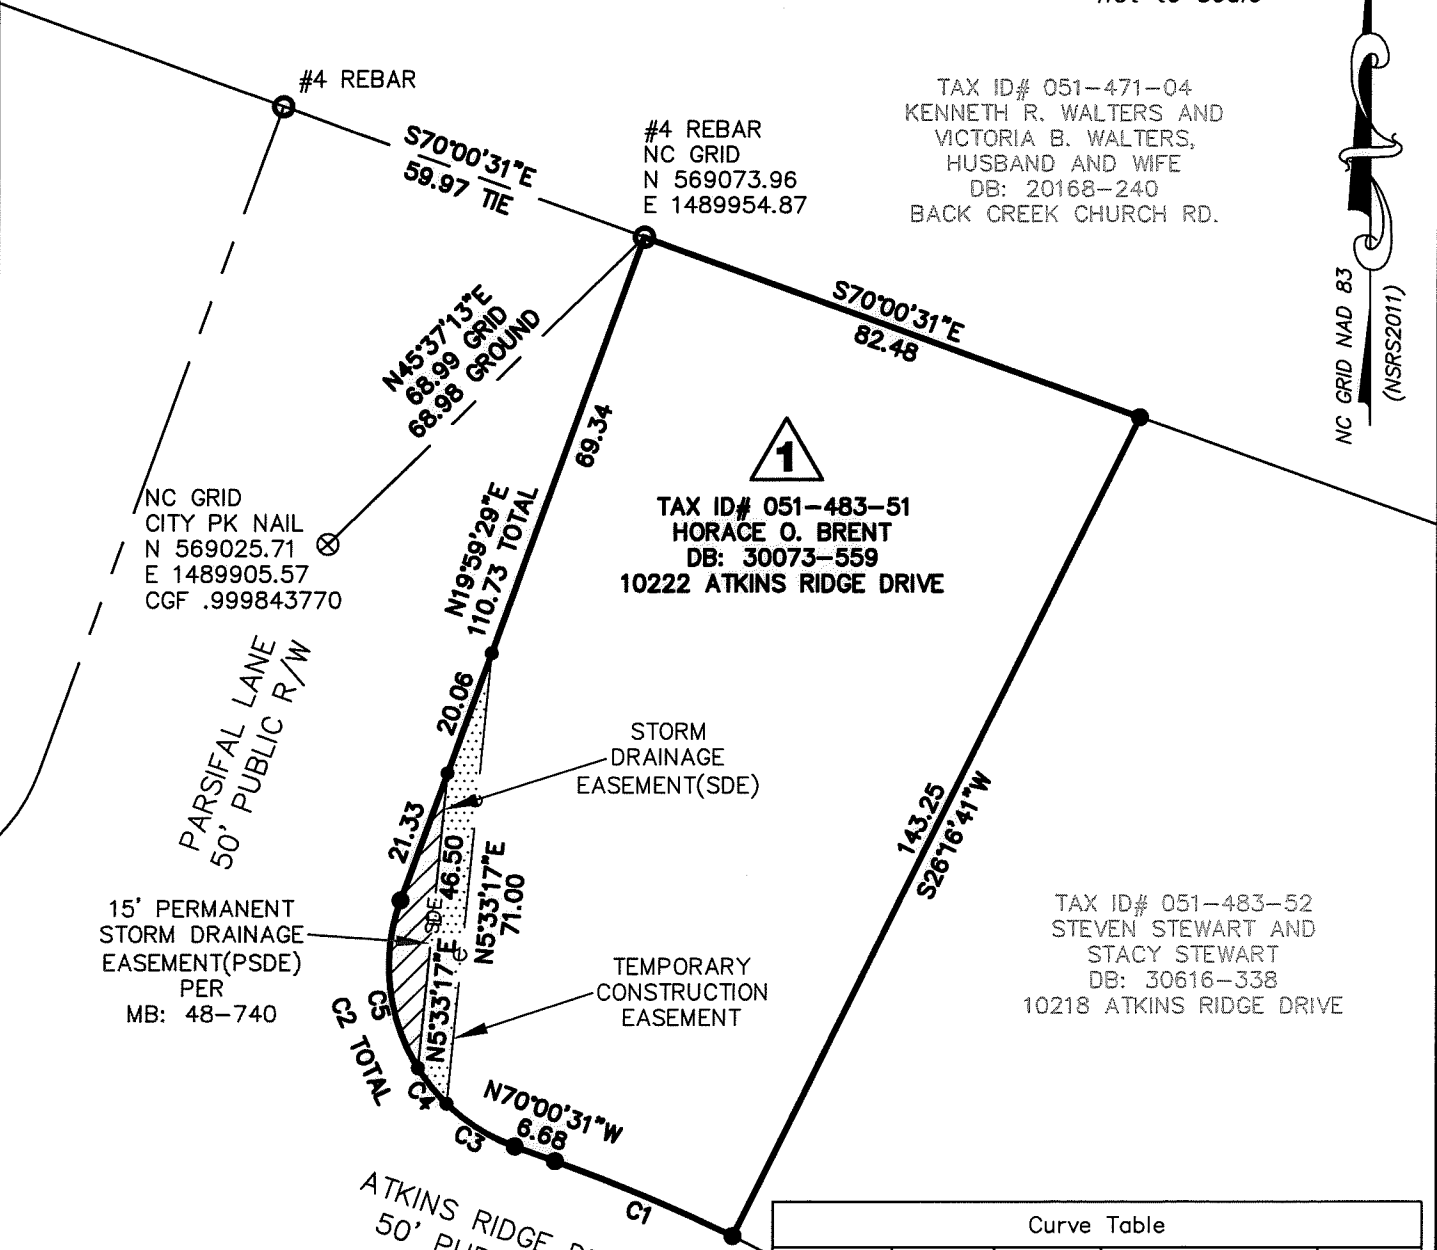 Not to Scale
#4 REBAR
S70°00'31"E
59.97 TIE
#4 REBAR
NC GRID
N 569073.96
E 1489954.87
TAX ID# 051-471-04
KENNETH R. WALTERS AND
VICTORIA B. WALTERS,
HUSBAND AND WIFE
DB: 20168-240
BACK CREEK CHURCH RD.
NC GRID NAD 83
(NSRS2011)
S70°00'31"E
82.48
N45°37'13"E
68.99 GRID
68.98 GROUND
69.34
N19°59'29"E
110.73 TOTAL
1
TAX ID# 051-483-51
HORACE O. BRENT
DB: 30073-559
10222 ATKINS RIDGE DRIVE
NC GRID
CITY PK NAIL
N 569025.71
E 1489905.57
CGF .999843770
PARSIFAL LANE
50' PUBLIC R/W
20.06
STORM
DRAINAGE
EASEMENT(SDE)
21.33
46.50
SDE
N5°33'17"E
N5°33'17"E
71.00
143.25
S26°16'41"W
15' PERMANENT
STORM DRAINAGE
EASEMENT(PSDE)
PER
MB: 48-740
TEMPORARY
CONSTRUCTION
EASEMENT
TAX ID# 051-483-52
STEVEN STEWART AND
STACY STEWART
DB: 30616-338
10218 ATKINS RIDGE DRIVE
C5
C2 TOTAL
C4
C3
N70°00'31"W
6.68
C1
ATKINS RIDGE
50'
Curve Table